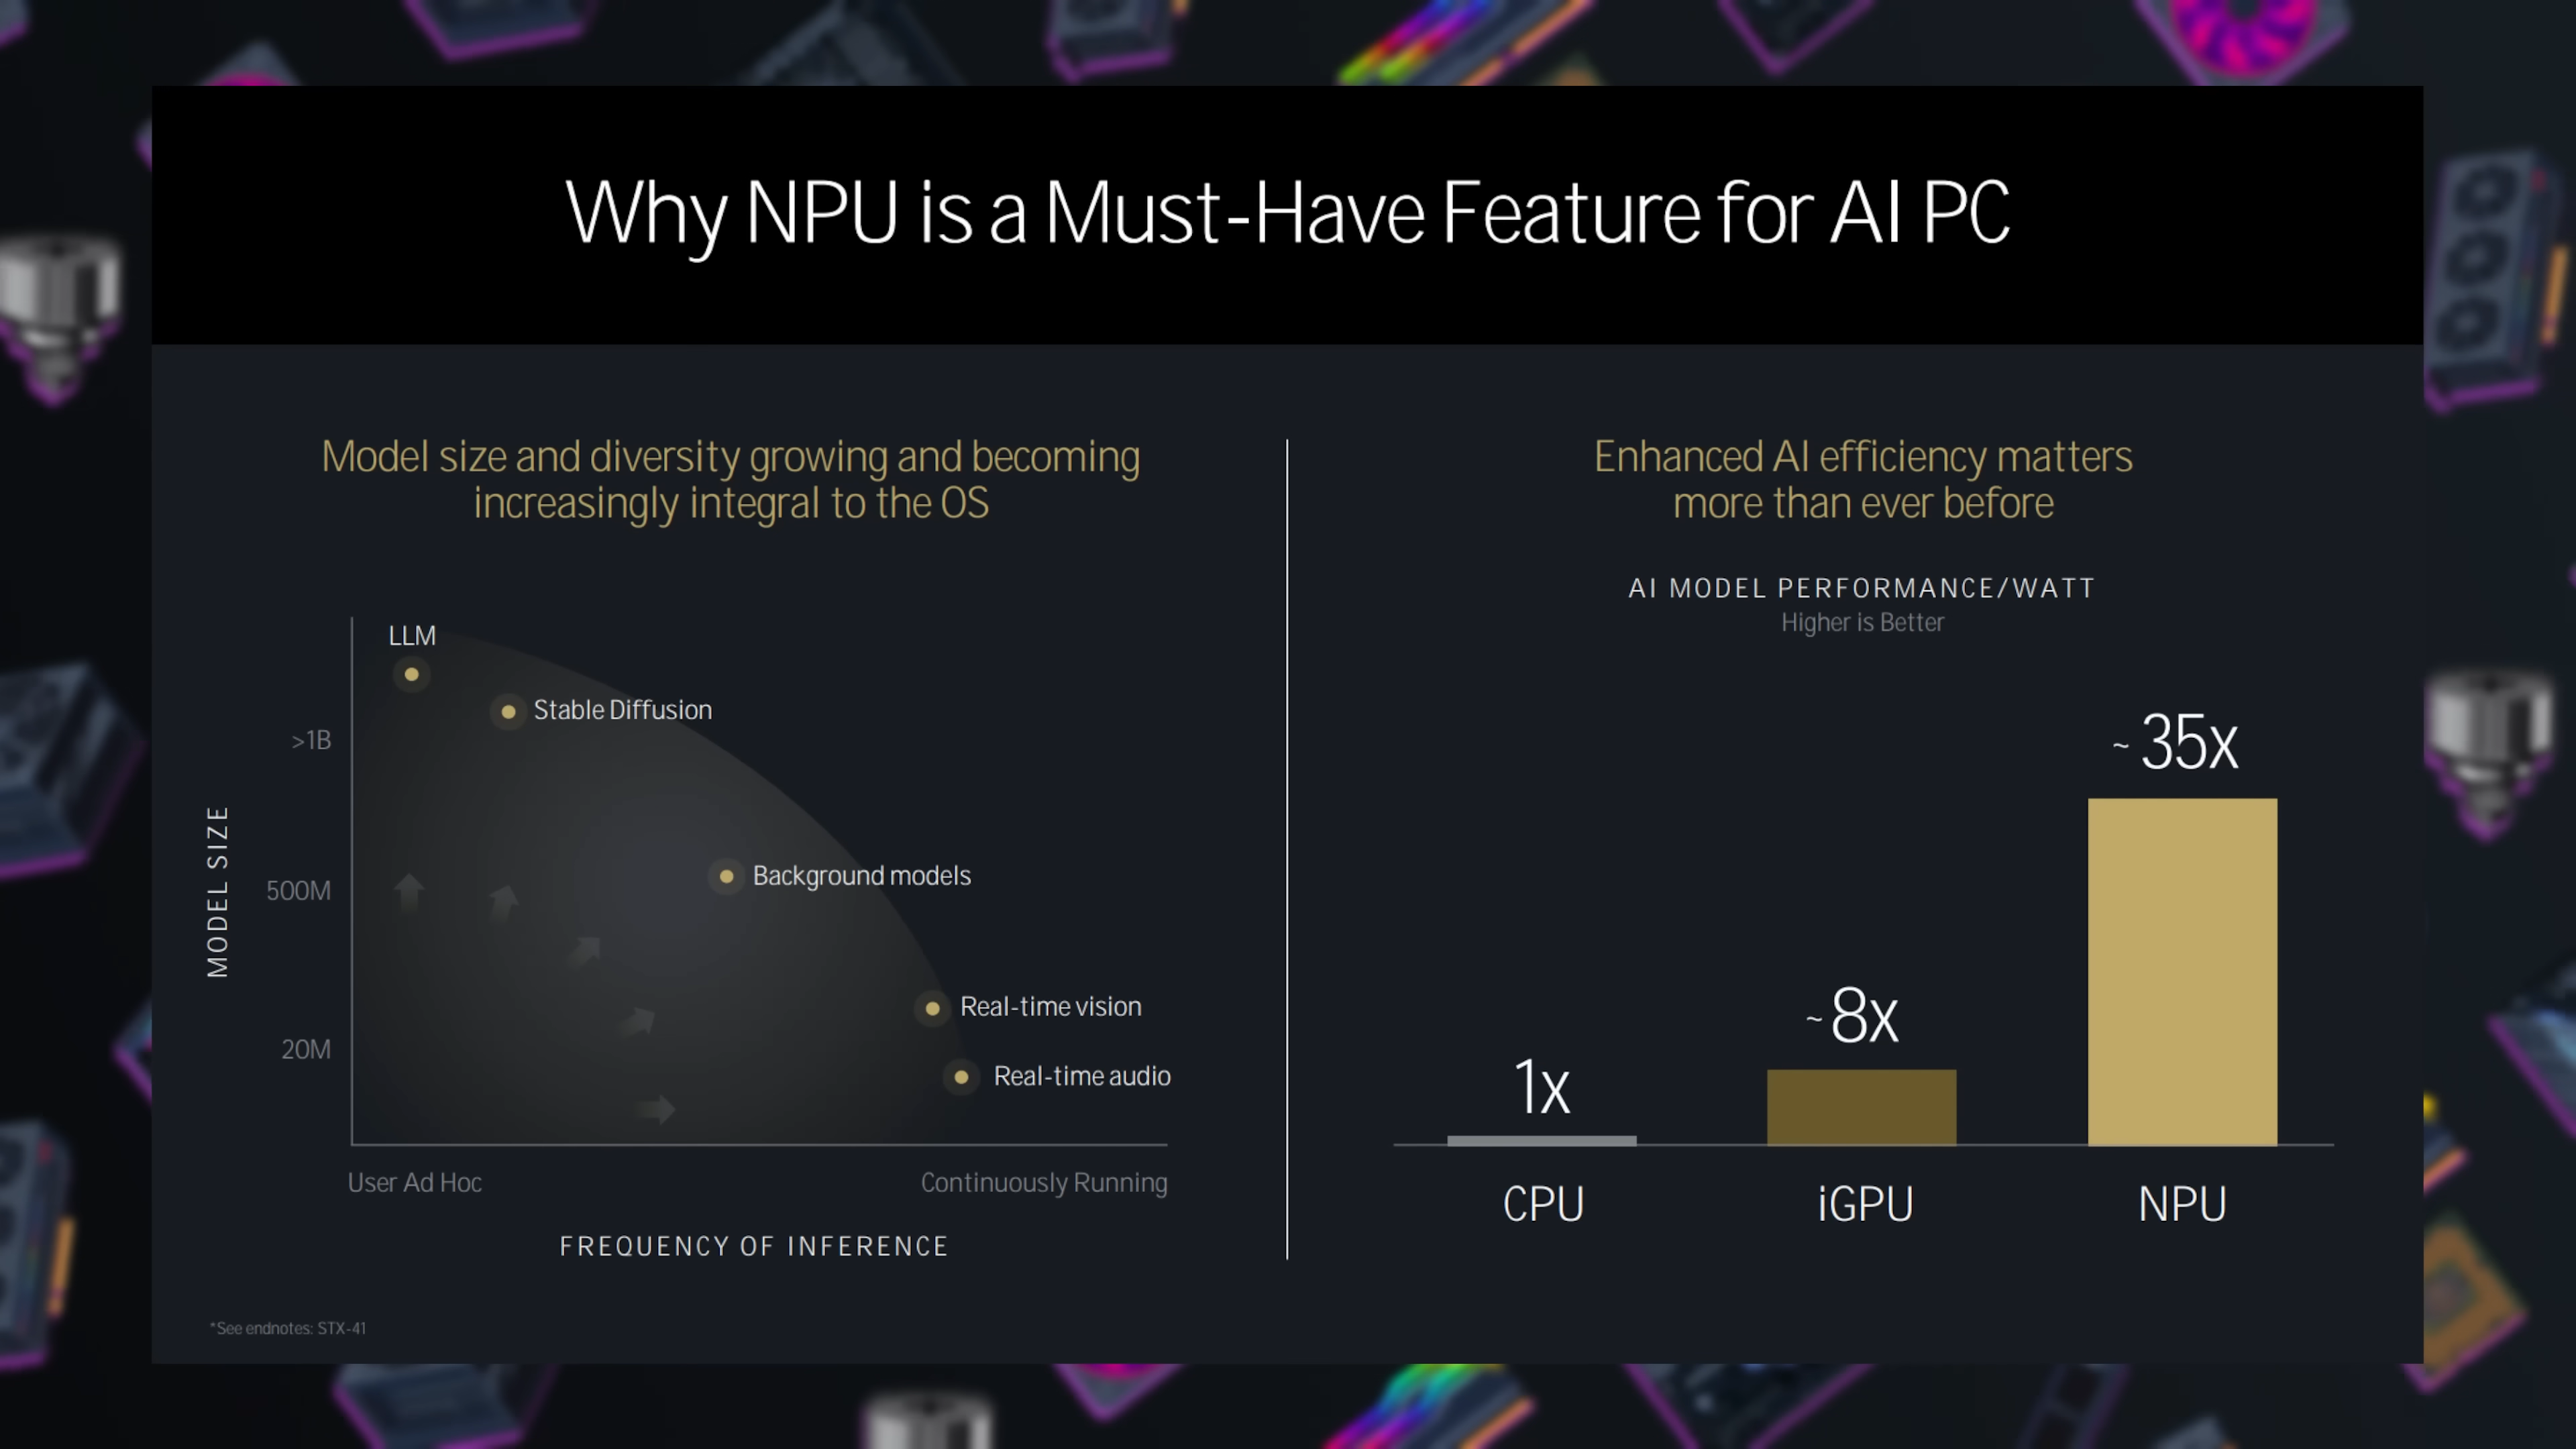 Why NPU is a Must-Have Feature for AI PC
Model size and diversity growing and becoming
increasingly integral to the OS
LLM
Stable Diffusion
>1B
Background models
500M
Real-time vision
20M
Real-time audio
MODEL SIZE
User Ad Hoc
Continuously Running
FREQUENCY OF INFERENCE
*See endnotes: STX-41
Enhanced AI efficiency matters
more than ever before
AI MODEL PERFORMANCE/WATT
Higher is Better
1x
~8x
~35x
CPU
iGPU
NPU